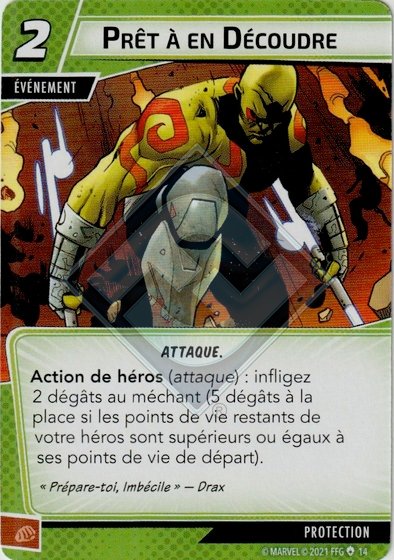 2
PRÊT À EN DÉCOUDRE
ÉVÉNEMENT
ATTAQUE.
Action de héros (attaque) : infligez
2 dégâts au méchant (5 dégâts à la
place si les points de vie restants de
votre héros sont supérieurs ou égaux à
ses points de vie de départ).
« Prépare-toi, Imbécile » — Drax
PROTECTION
© MARVEL © 2021 FFG 14